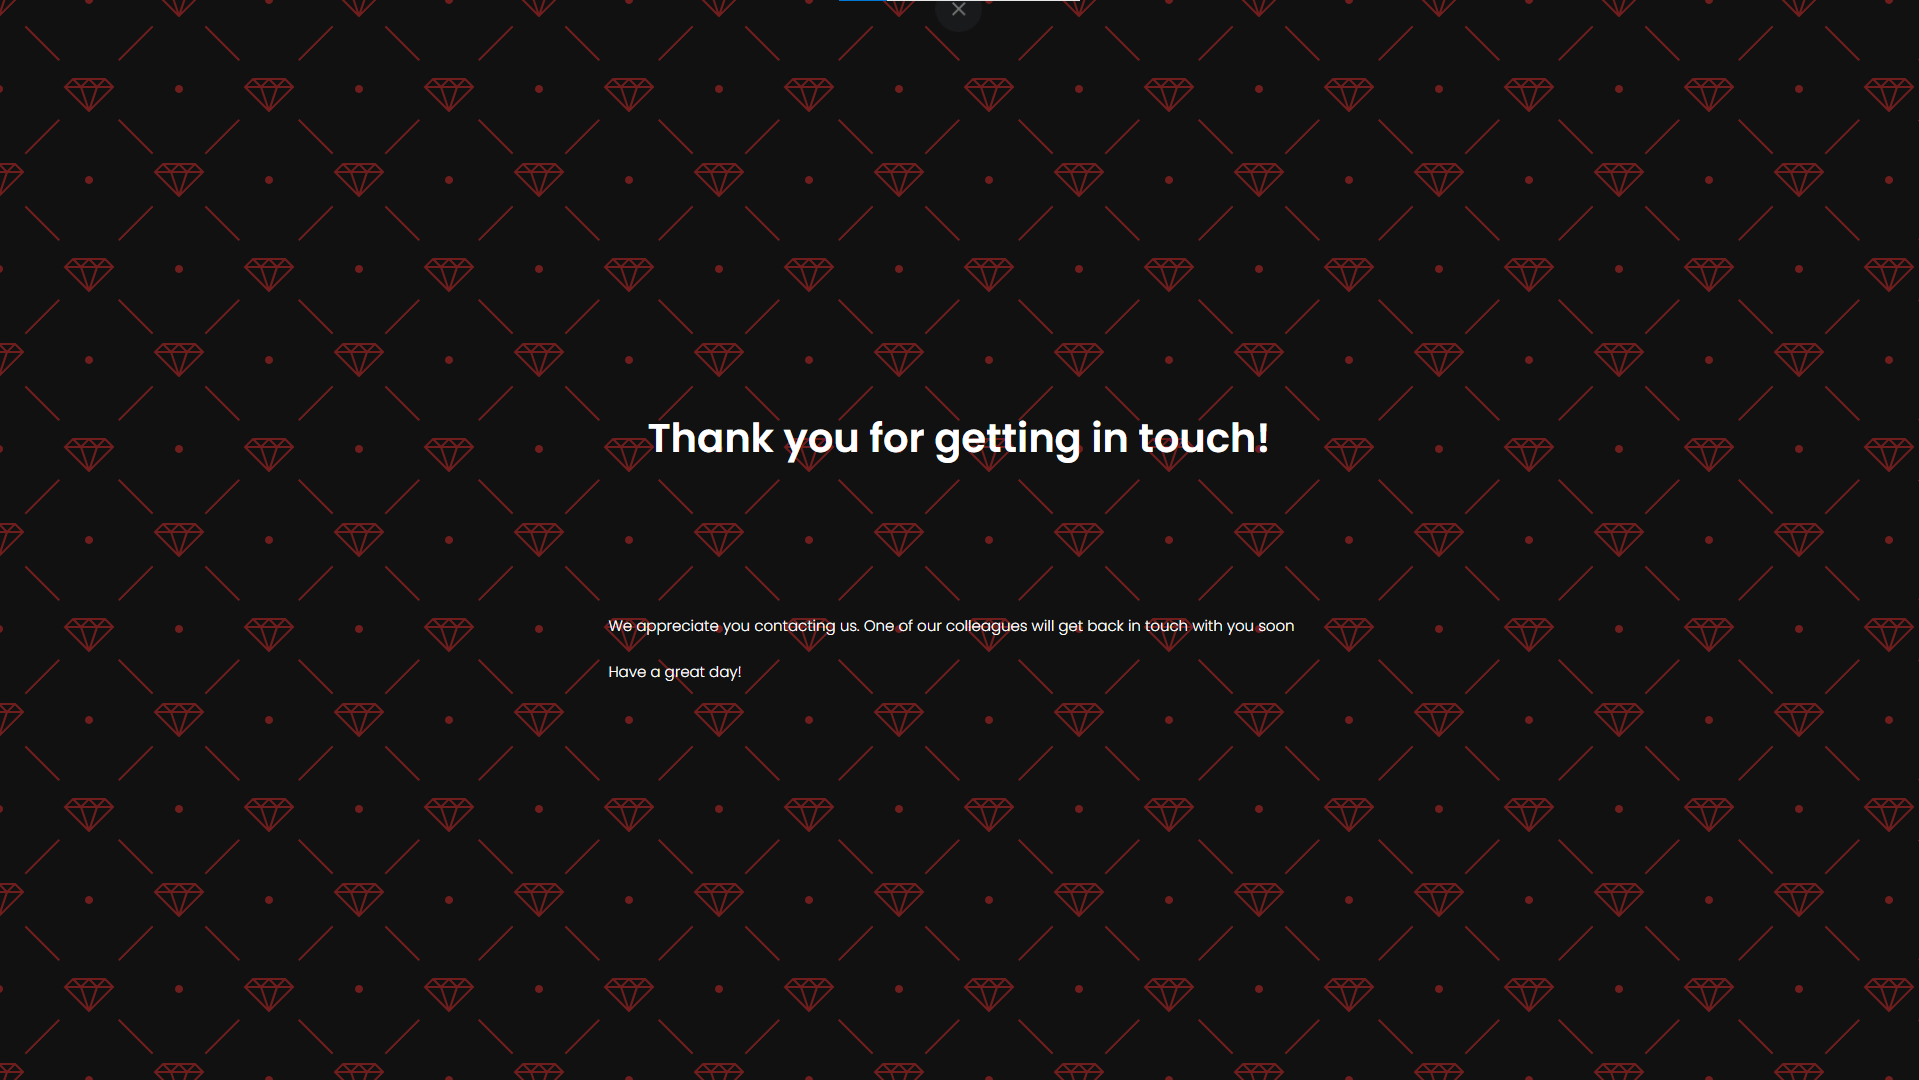 Thank you for getting in touch!
We appreciate you contacting us. One of our colleagues will get back in touch with you soon
Have a great day!